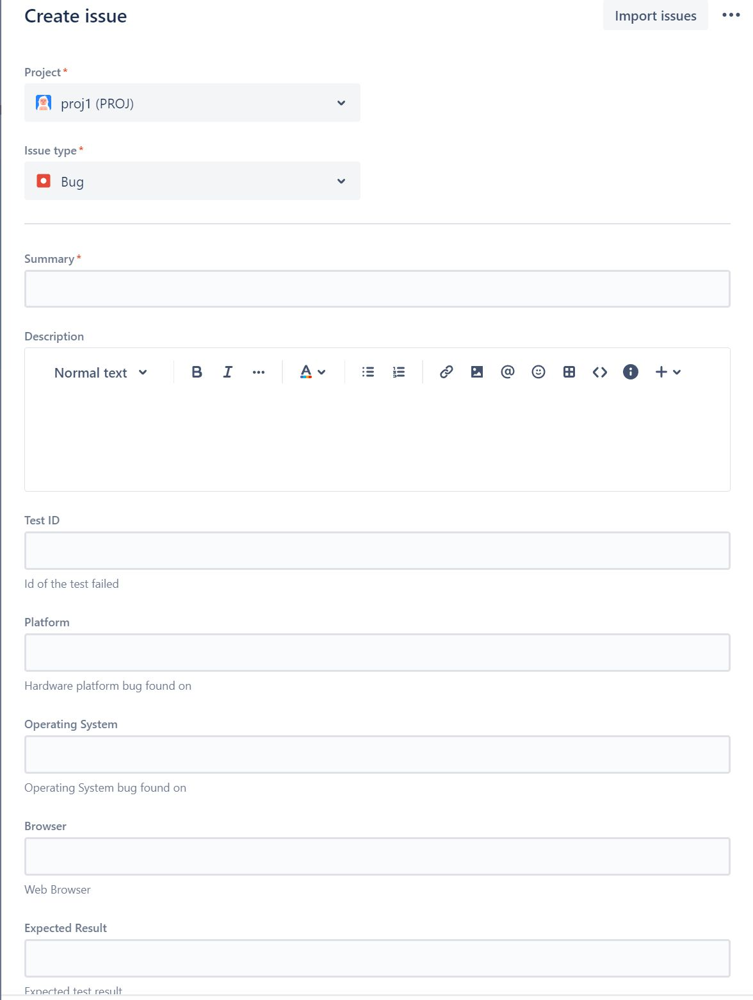 Create issue
Import issues
Project*
proj1 (PROJ)
Issue type*
Bug
Summary*
Description
Normal text B I ... A
Test ID
Id of the test failed
Platform
Hardware platform bug found on
Operating System
Operating System bug found on
Browser
Web Browser
Expected Result
Expected test result